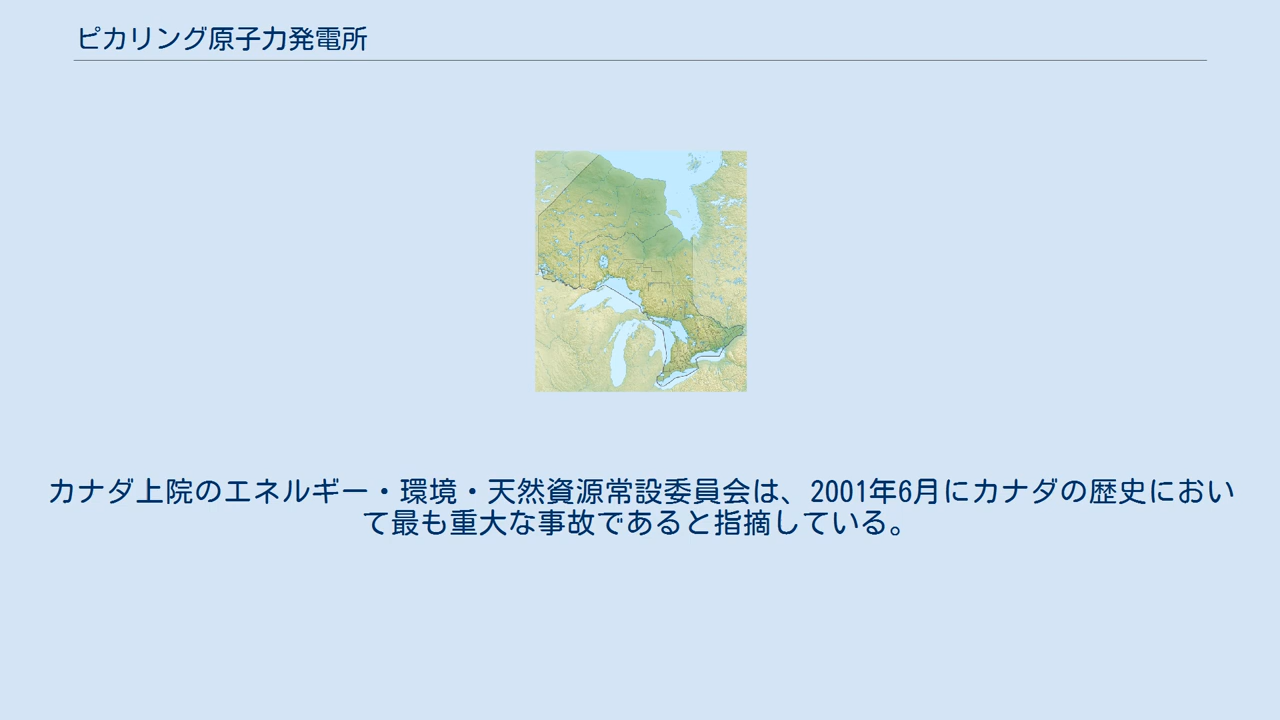 ピカリング原子力発電所
カナダ上院のエネルギー・環境・天然資源常設委員会は、2001年6月にカナダの歴史におい
て最も重大な事故であると指摘している。